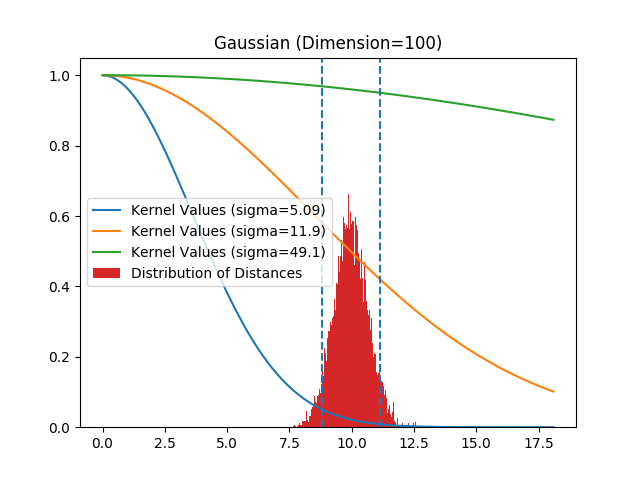 Gaussian (Dimension=100)
1.0
0.8
0.6
0.4
0.2
0.0
Kernel Values (sigma=5.09)
Kernel Values (sigma=11.9)
Kernel Values (sigma=49.1)
Distribution of Distances
0.0 2.5 5.0 7.5 10.0 12.5 15.0 17.5